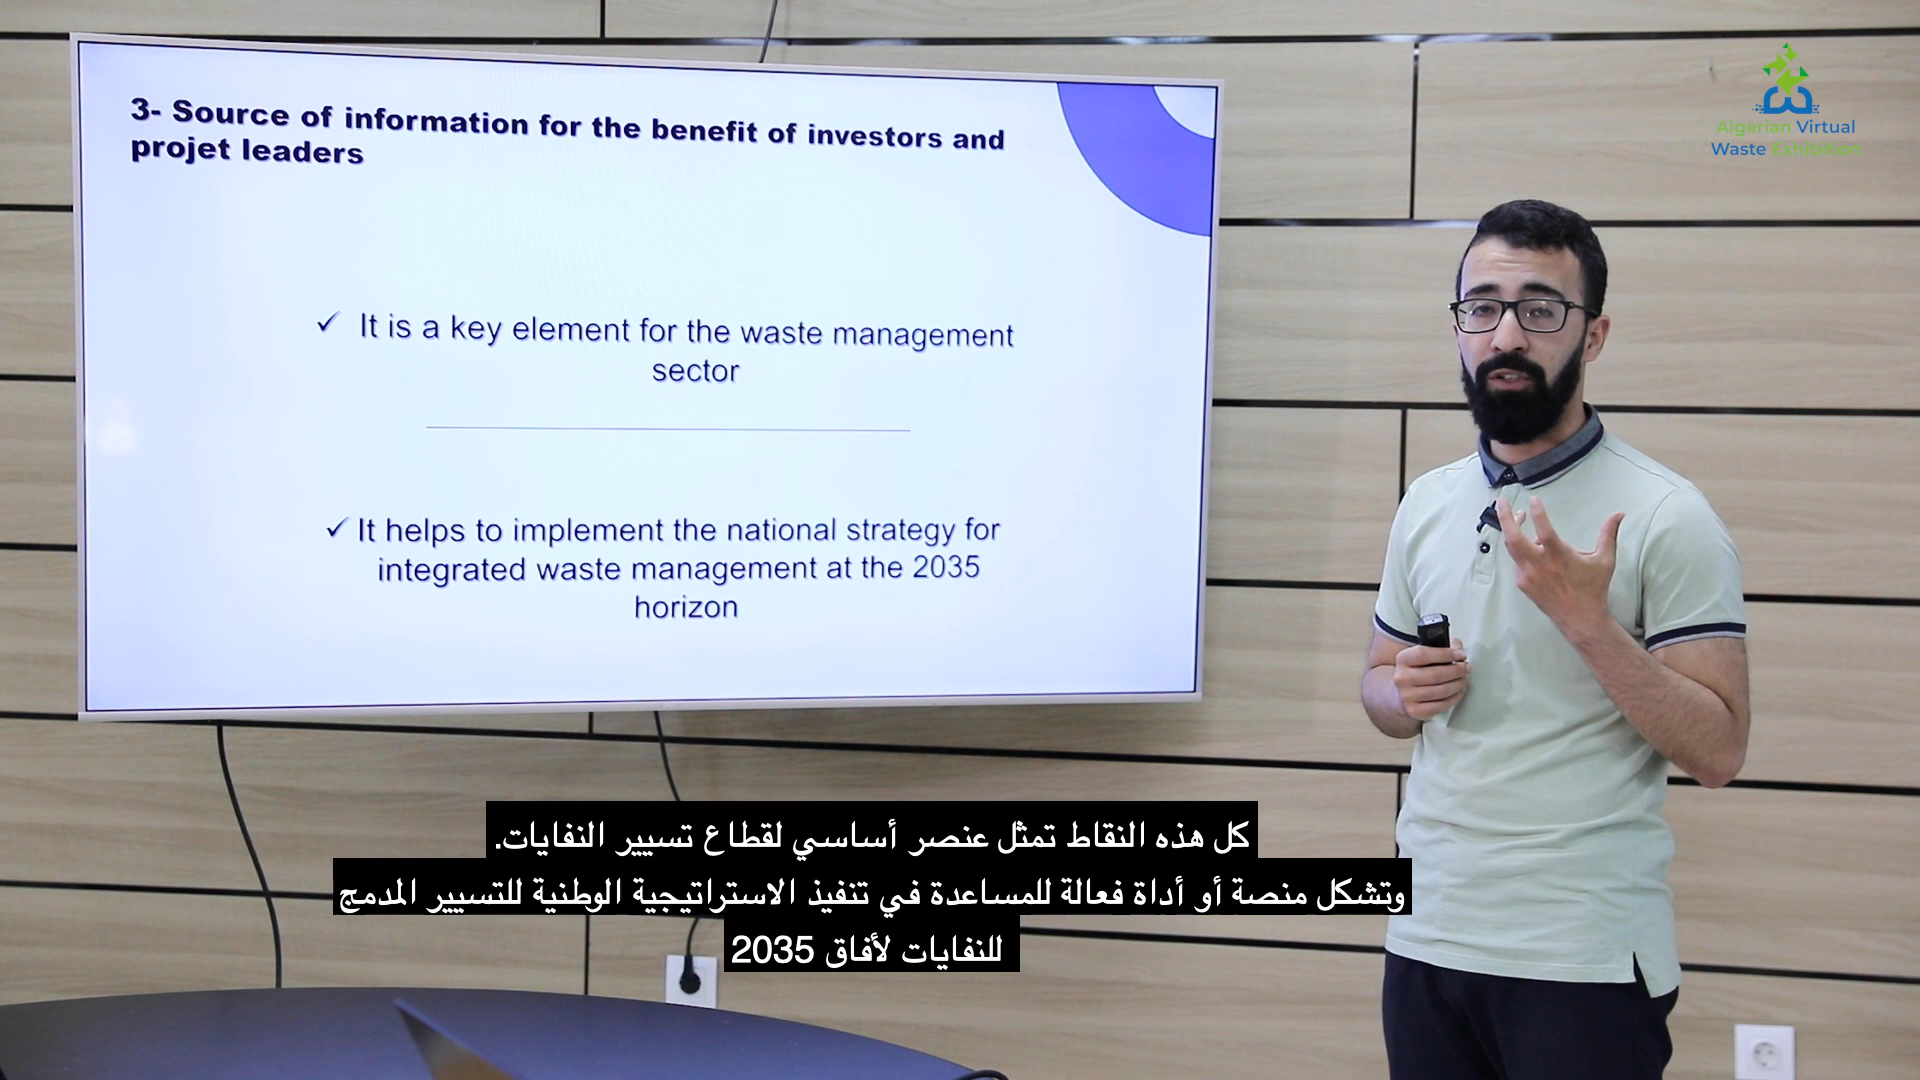 3- Source of information for the benefit of investors and
projet leaders
✓ It is a key element for the waste management
sector
✓ It helps to implement the national strategy for
integrated waste management at the 2035
horizon
Algerian Virtual
Waste Exhibition
كل هذه النقاط تمثل عنصر أساسي لقطاع تسيير النفايات.
وتشكل منصة أو أداة فعالة للمساعدة في تنفيذ الاستراتيجية الوطنية للتسيير المدمج
للنفايات لأفاق 2035